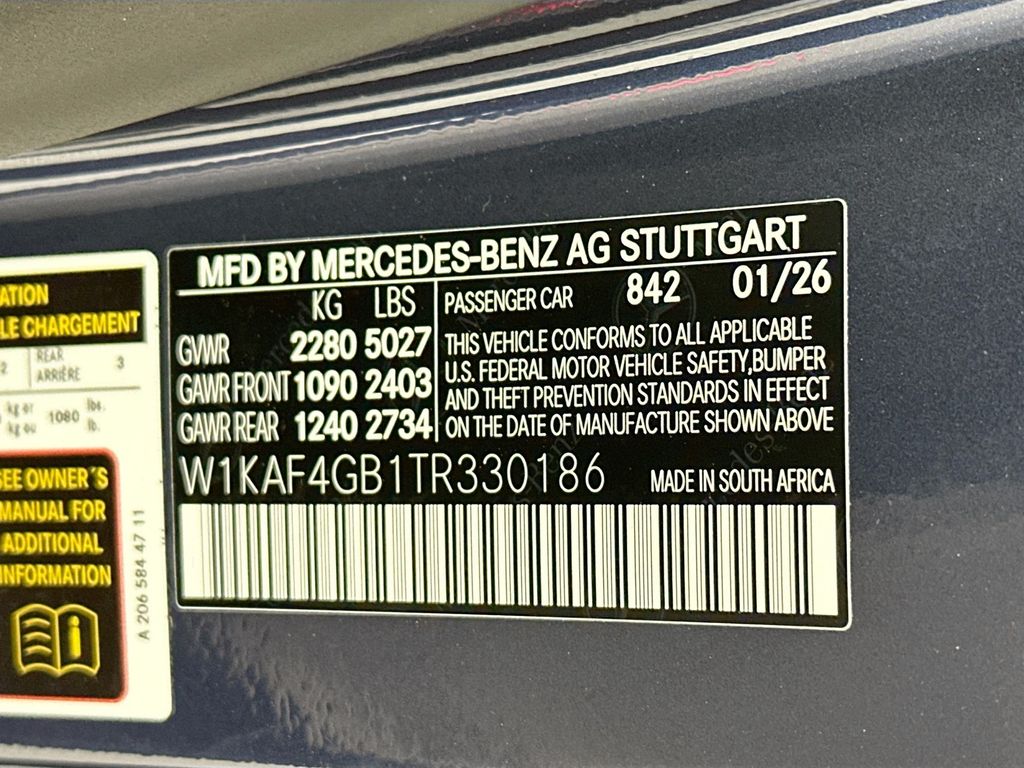 MFD BY MERCEDES-BENZ AG STUTTGART
KG LBS
GVWR 2280 5027
GAWR FRONT 1090 2403
GAWR REAR 1240 2734
PASSENGER CAR 842 01/26
THIS VEHICLE CONFORMS TO ALL APPLICABLE
U.S. FEDERAL MOTOR VEHICLE SAFETY,BUMPER
AND THEFT PREVENTION STANDARDS IN EFFECT
ON THE DATE OF MANUFACTURE SHOWN ABOVE
W1KAF4GB1TR330186 MADE IN SOUTH AFRICA
CHARGEMENT
2 REAR 3
ARRIÈRE
kg or 1080 lbs.
kg ou lb.
SEE OWNER´S
MANUAL FOR
ADDITIONAL
INFORMATION
i
A 206 584 47 11